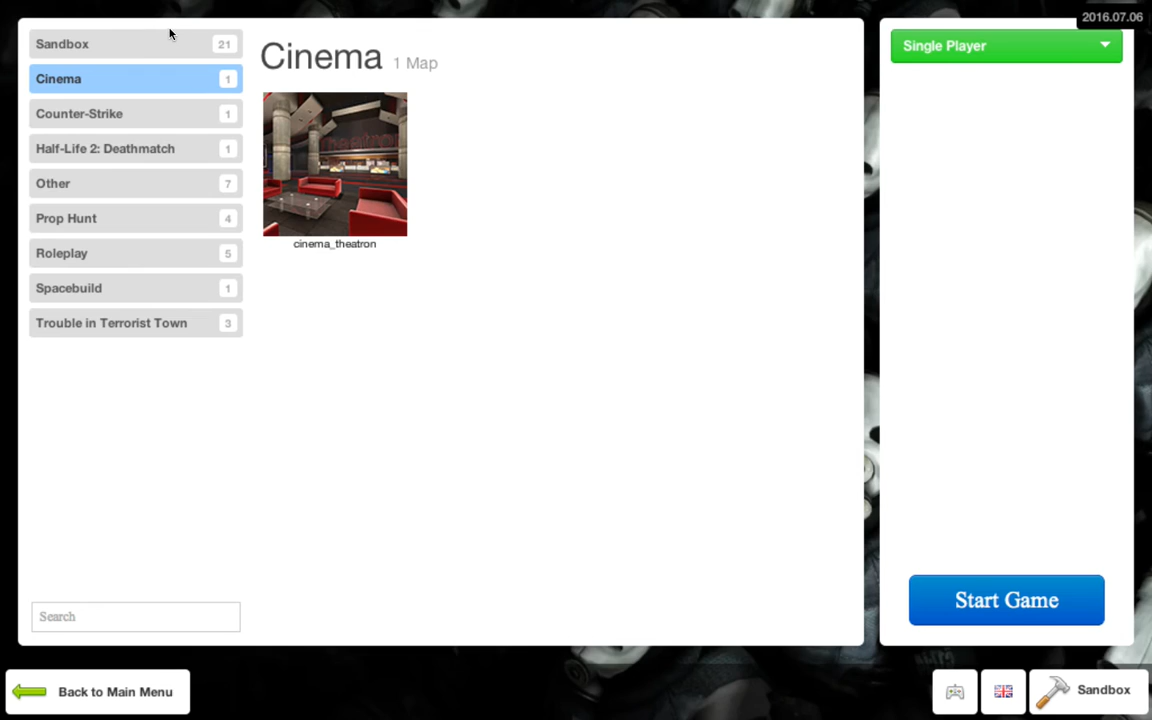 2016.07.06
Sandbox 21
Cinema 1
Counter-Strike 1
Half-Life 2: Deathmatch 1
Other 7
Prop Hunt 4
Roleplay 5
Spacebuild 1
Trouble in Terrorist Town 3
Search
Cinema 1 Map
cinema_theatron
Single Player
Start Game
Back to Main Menu
Sandbox